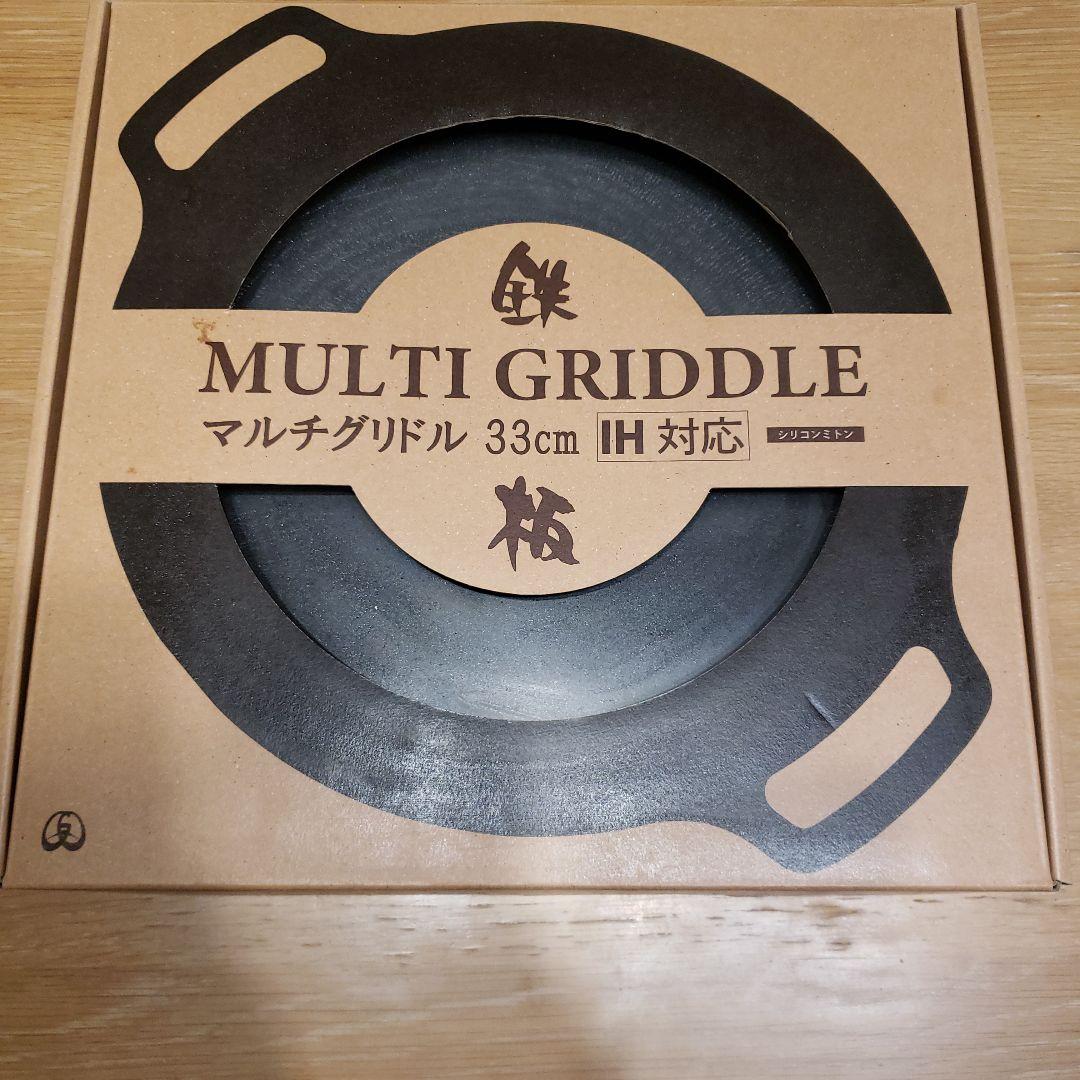 鉄
MULTI GRIDDLE
マルチグリドル 33cm IH 対応 シリコンミトン
板